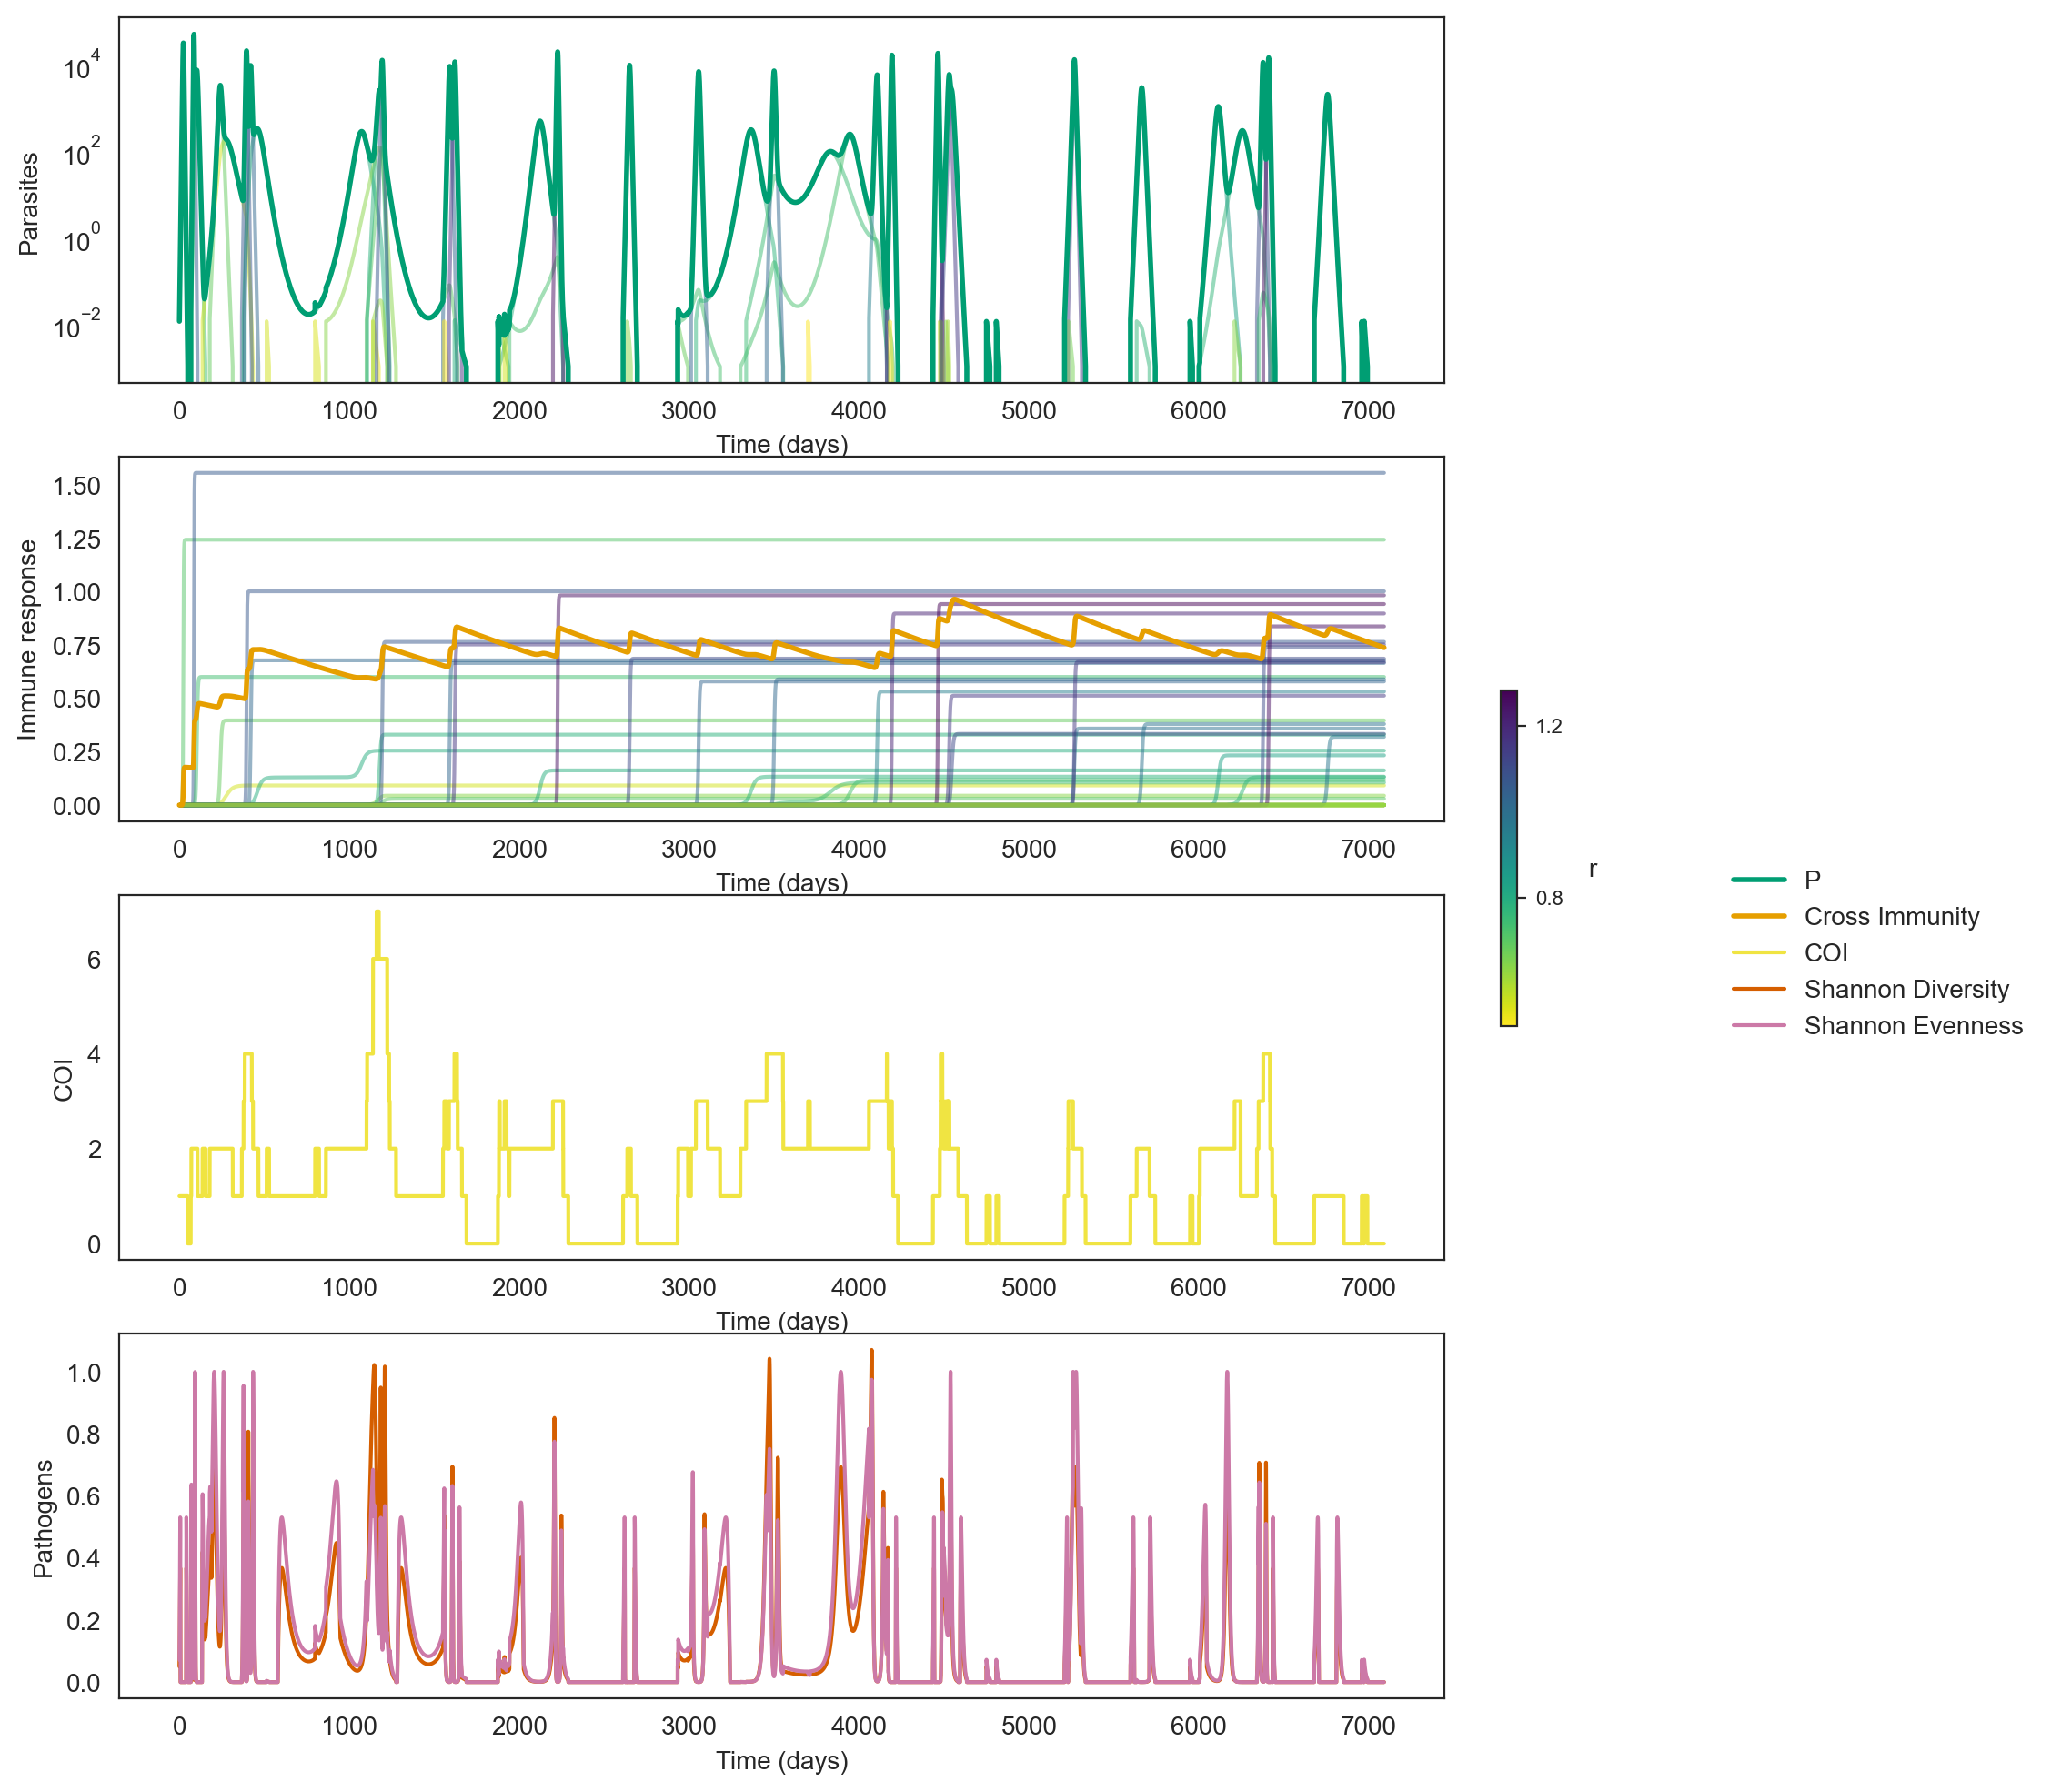 10^4
10^2
10^0
10^−2
Parasites
0 1000 2000 3000 4000 5000 6000 7000
Time (days)
1.50
1.25
1.00
0.75
0.50
0.25
0.00
Immune response
0 1000 2000 3000 4000 5000 6000 7000
Time (days)
6
4
2
0
COI
0 1000 2000 3000 4000 5000 6000 7000
Time (days)
1.0
0.8
0.6
0.4
0.2
0.0
Pathogens
0 1000 2000 3000 4000 5000 6000 7000
Time (days)
1.2
0.8
r
P
Cross Immunity
COI
Shannon Diversity
Shannon Evenness